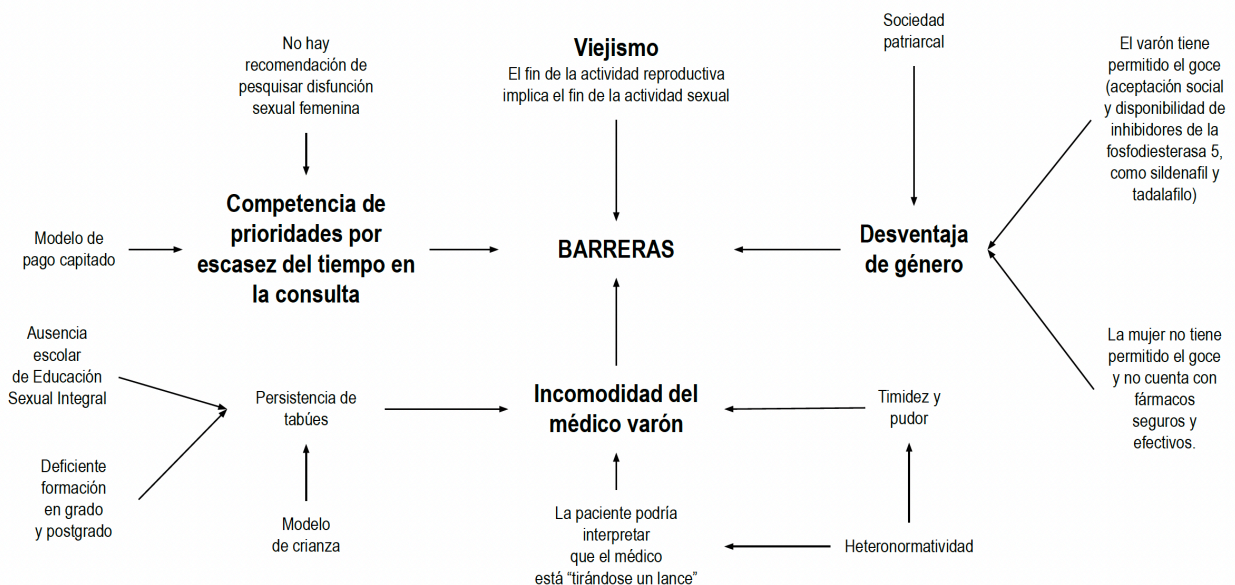 No hay
recomendación de
pesquisar disfunción
sexual femenina
Viejismo
El fin de la actividad reproductiva
implica el fin de la actividad sexual
Sociedad
patriarcal
El varón tiene
permitido el goce
(aceptación social
y disponibilidad de
inhibidores de la
fosfodiesterasa 5,
como sildenafil y
tadalafilo)
Modelo de
pago capitado
Competencia de
prioridades por
escasez del tiempo en
la consulta
BARRERAS
Desventaja
de género
Ausencia
escolar
de Educación
Sexual Integral
Persistencia de
tabúes
Incomodidad del
médico varón
Timidez y
pudor
La mujer no tiene
permitido el goce
y no cuenta con
fármacos
seguros y
efectivos.
Deficiente
formación
en grado
y postgrado
Modelo
de crianza
La paciente podría
interpretar
que el médico
está “tirándose un lance”
Heteronormatividad